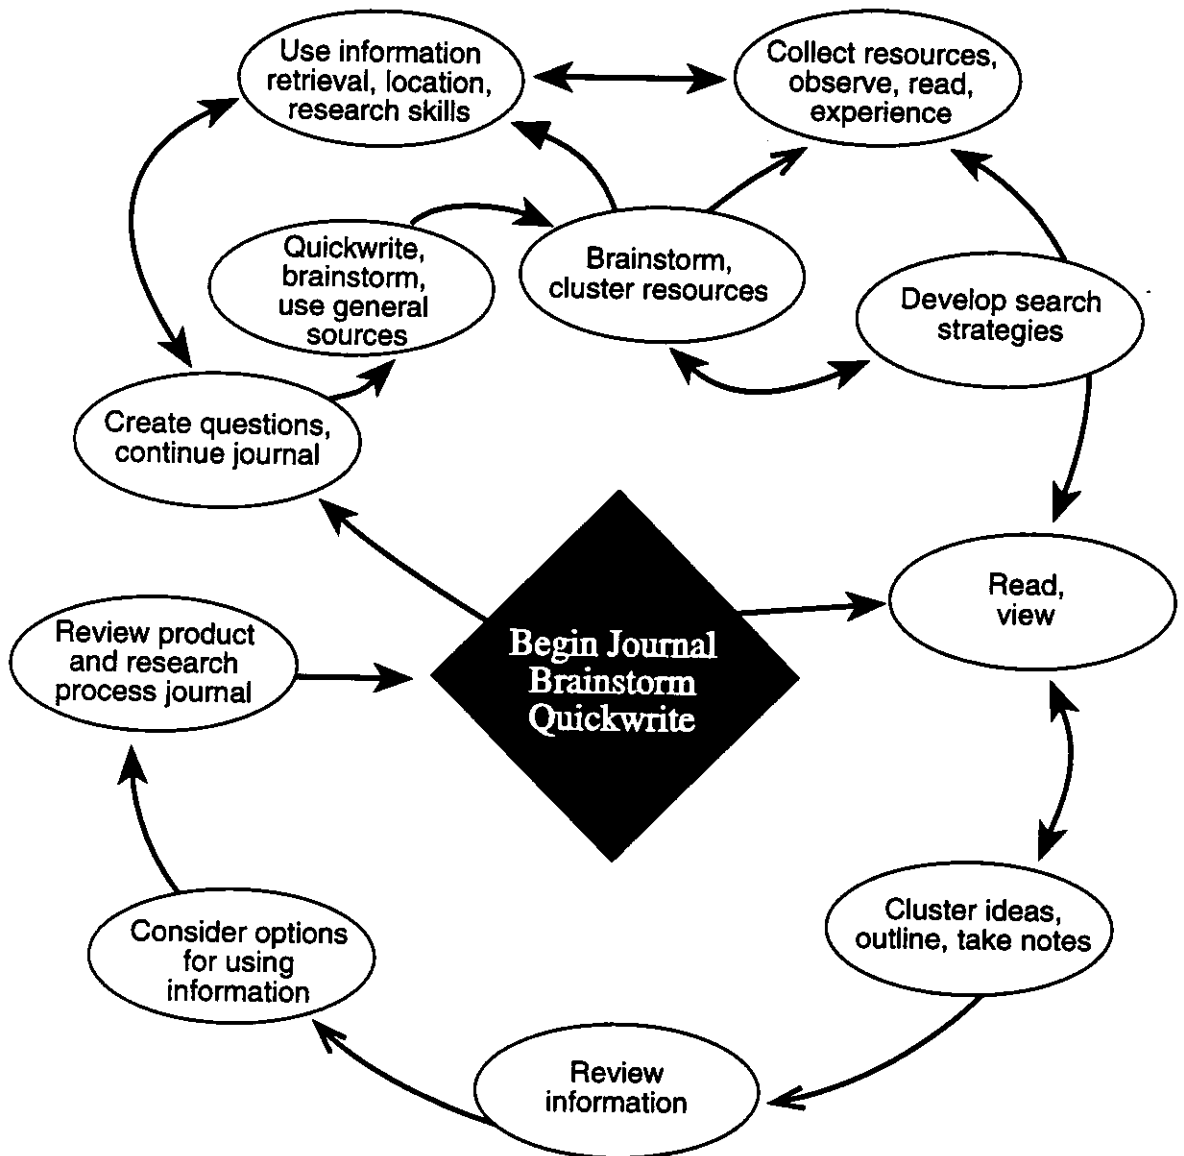 Use information
retrieval, location,
research skills
Collect resources,
observe, read,
experience
Quickwrite,
brainstorm,
use general
sources
Brainstorm,
cluster resources
Develop search
strategies
Create questions,
continue journal
Read,
view
Begin Journal
Brainstorm
Quickwrite
Review product
and research
process journal
Cluster ideas,
outline, take notes
Consider options
for using
information
Review
information